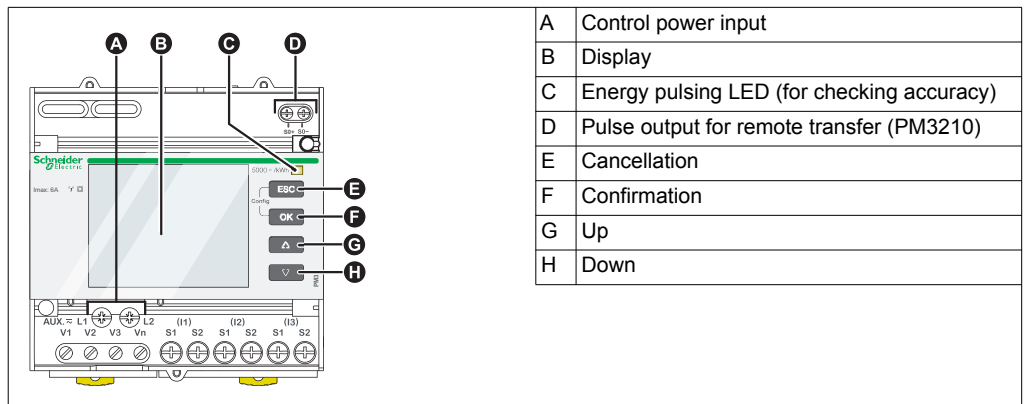 A B C D
S0+ S0−
Schneider
Electric
5000 /kWh
Imax: 6A
ESC
E
Config
OK
F
G
H
PM3
AUX. L1 L2 (I1) (I2) (I3)
V1 V2 V3 Vn S1 S2 S1 S2 S1 S2
A Control power input
B Display
C Energy pulsing LED (for checking accuracy)
D Pulse output for remote transfer (PM3210)
E Cancellation
F Confirmation
G Up
H Down